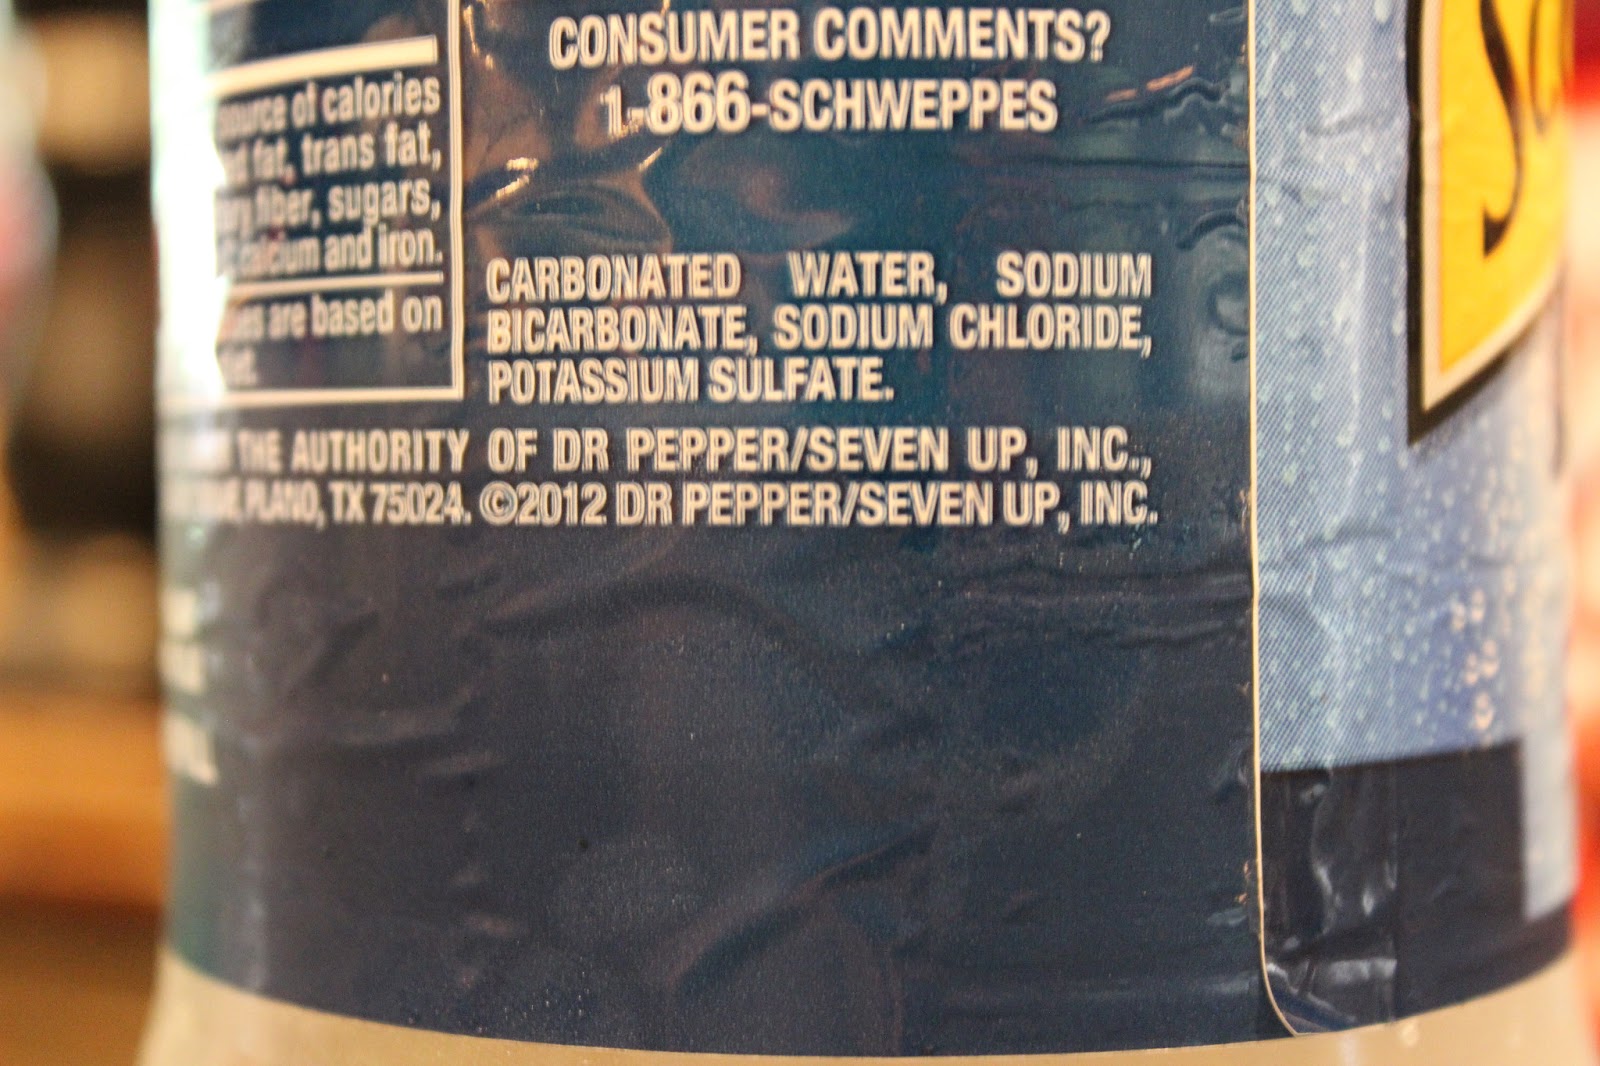 CONSUMER COMMENTS?
1-866-SCHWEPPES
source of calories
fat, trans fat,
fiber, sugars,
calcium and iron.
are based on
CARBONATED WATER, SODIUM
BICARBONATE, SODIUM CHLORIDE,
POTASSIUM SULFATE.
THE AUTHORITY OF DR PEPPER/SEVEN UP, INC.,
PLANO, TX 75024. ©2012 DR PEPPER/SEVEN UP, INC.